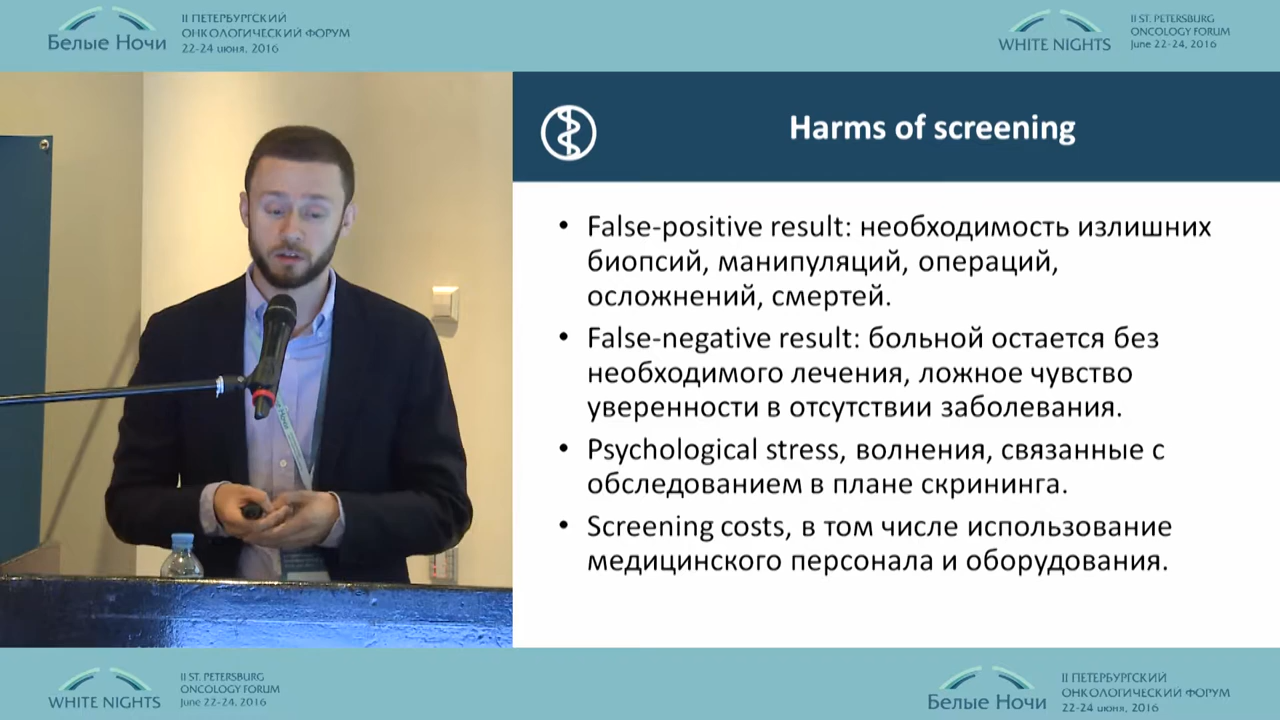 Белые Ночи
II ПЕТЕРБУРГСКИЙ
ОНКОЛОГИЧЕСКИЙ ФОРУМ
22-24 июня, 2016
WHITE NIGHTS
II ST. PETERSBURG
ONCOLOGY FORUM
June 22-24, 2016
Harms of screening
• False-positive result: необходимость излишних
биопсий, манипуляций, операций,
осложнений, смертей.
• False-negative result: больной остается без
необходимого лечения, ложное чувство
уверенности в отсутствии заболевания.
• Psychological stress, волнения, связанные с
обследованием в плане скрининга.
• Screening costs, в том числе использование
медицинского персонала и оборудования.
WHITE NIGHTS
II ST. PETERSBURG
ONCOLOGY FORUM
June 22-24, 2016
Белые Ночи
II ПЕТЕРБУРГСКИЙ
ОНКОЛОГИЧЕСКИЙ ФОРУМ
22-24 июня, 2016